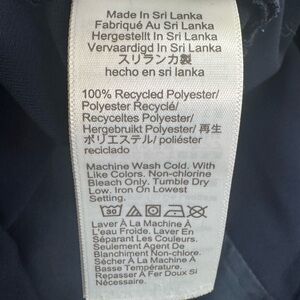 Made In Sri Lanka
Fabriqué Au Sri Lanka
Hergestellt In Sri Lanka
Vervaardigd In Sri Lanka
スリランカ製
hecho en sri lanka
100% Recycled Polyester/
Polyester Recyclé/
Recyceltes Polyester/
Hergebruikt Polyester/ 再生
ポリエステル/ poliéster
reciclado
Machine Wash Cold. With
Like Colors. Non-chlorine
Bleach Only. Tumble Dry
Low. Iron On Lowest
Setting.
30
Laver À La Machine À
L'eau Froide. Laver En
Séparant Les Couleurs.
Seulement Agent De
Blanchiment Non-chlore.
Sécher À La Machine À
Basse Température.
Repasser À Fer Doux Si
Nécessaire.